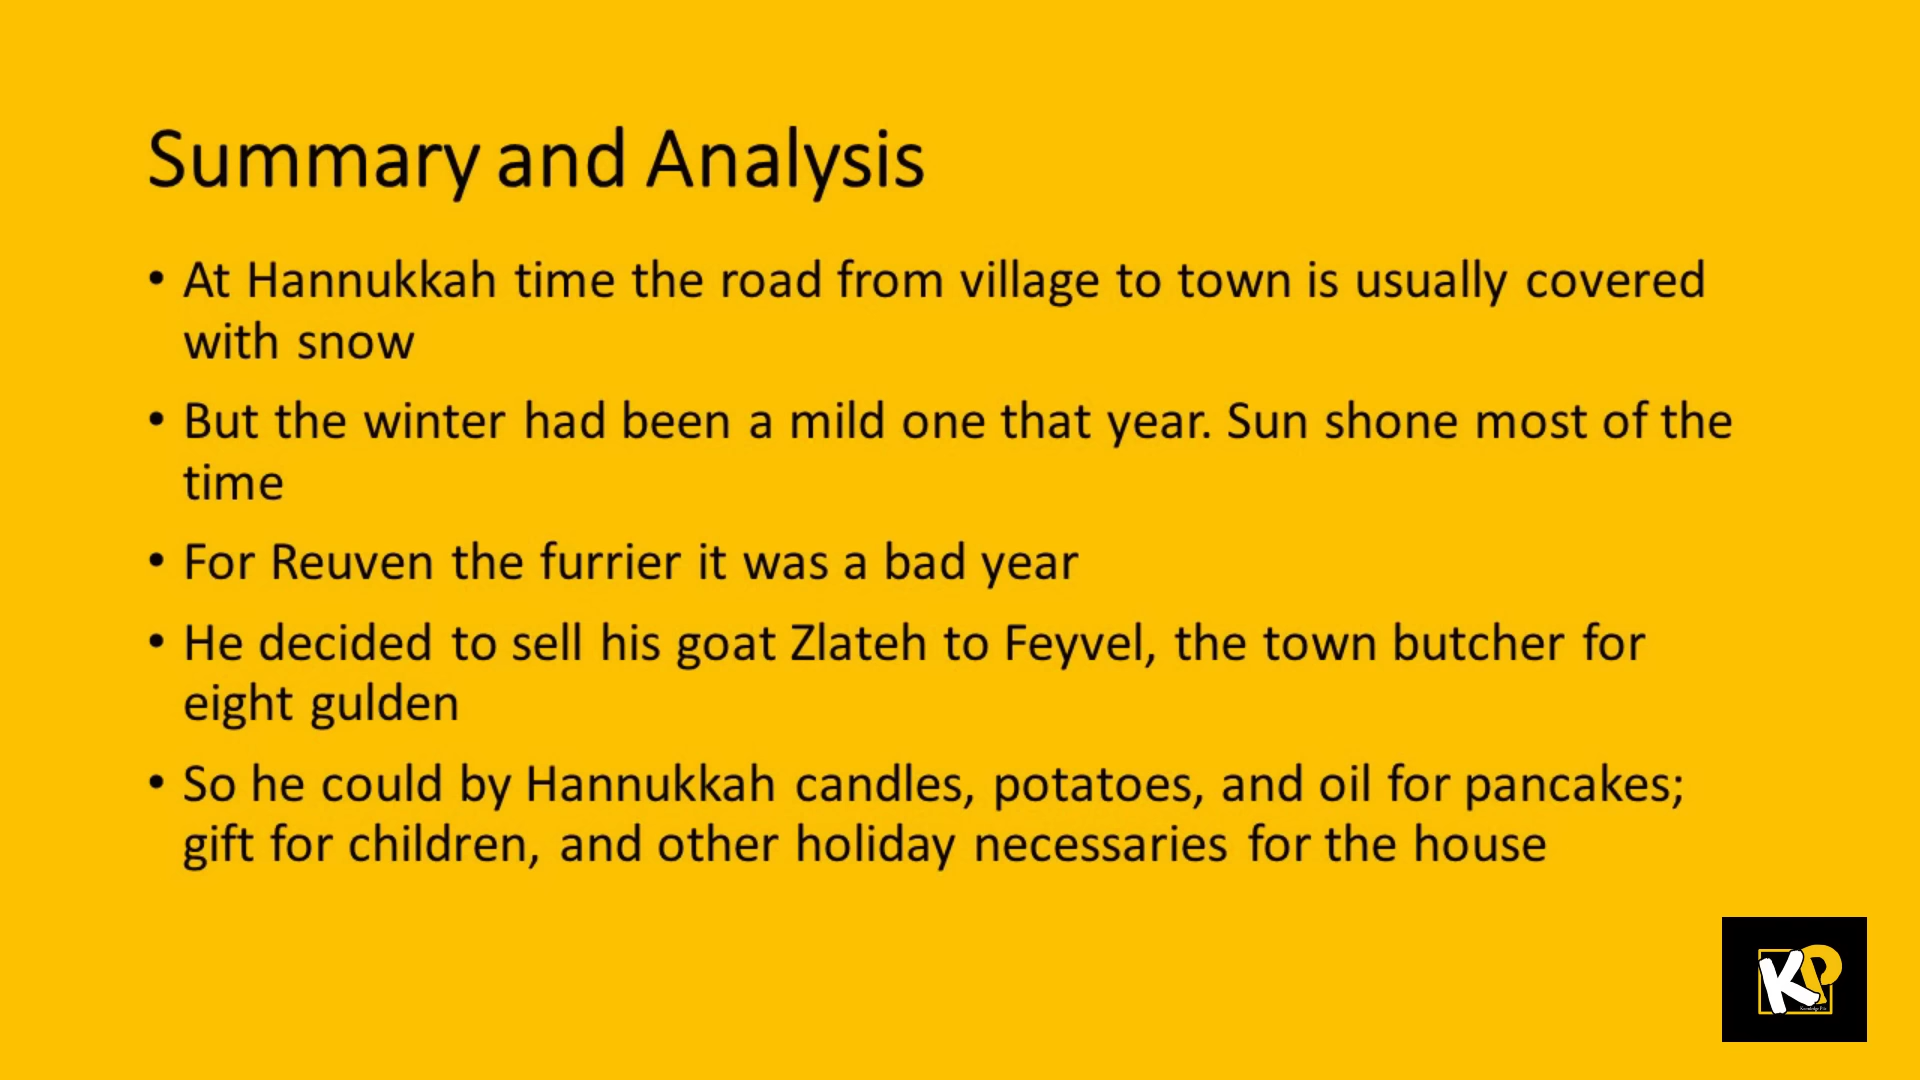 Summary and Analysis
• At Hannukkah time the road from village to town is usually covered
with snow
• But the winter had been a mild one that year. Sun shone most of the
time
• For Reuven the furrier it was a bad year
• He decided to sell his goat Zlateh to Feyvel, the town butcher for
eight gulden
• So he could by Hannukkah candles, potatoes, and oil for pancakes;
gift for children, and other holiday necessaries for the house
KP